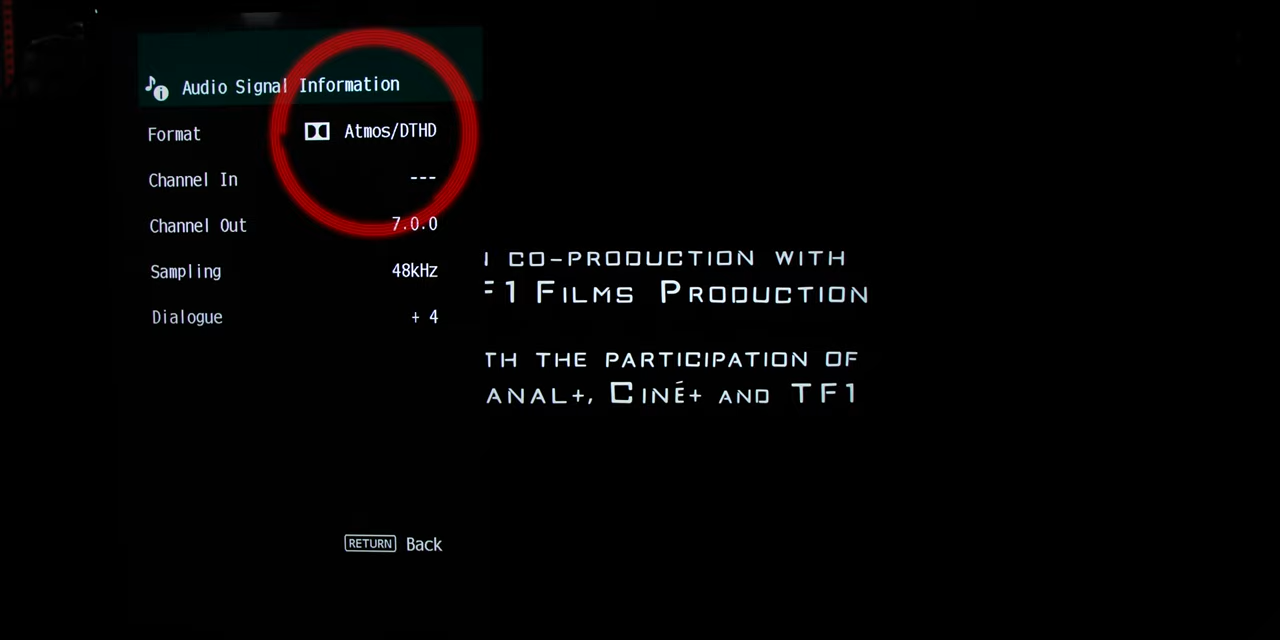 Audio Signal Information
Format Atmos/DTHD
Channel In ---
Channel Out 7.0.0
Sampling 48kHz
Dialogue + 4
CO-PRODUCTION WITH
F1 FILMS PRODUCTION
TH THE PARTICIPATION OF
ANAL+, CINÉ+ AND TF1
RETURN Back